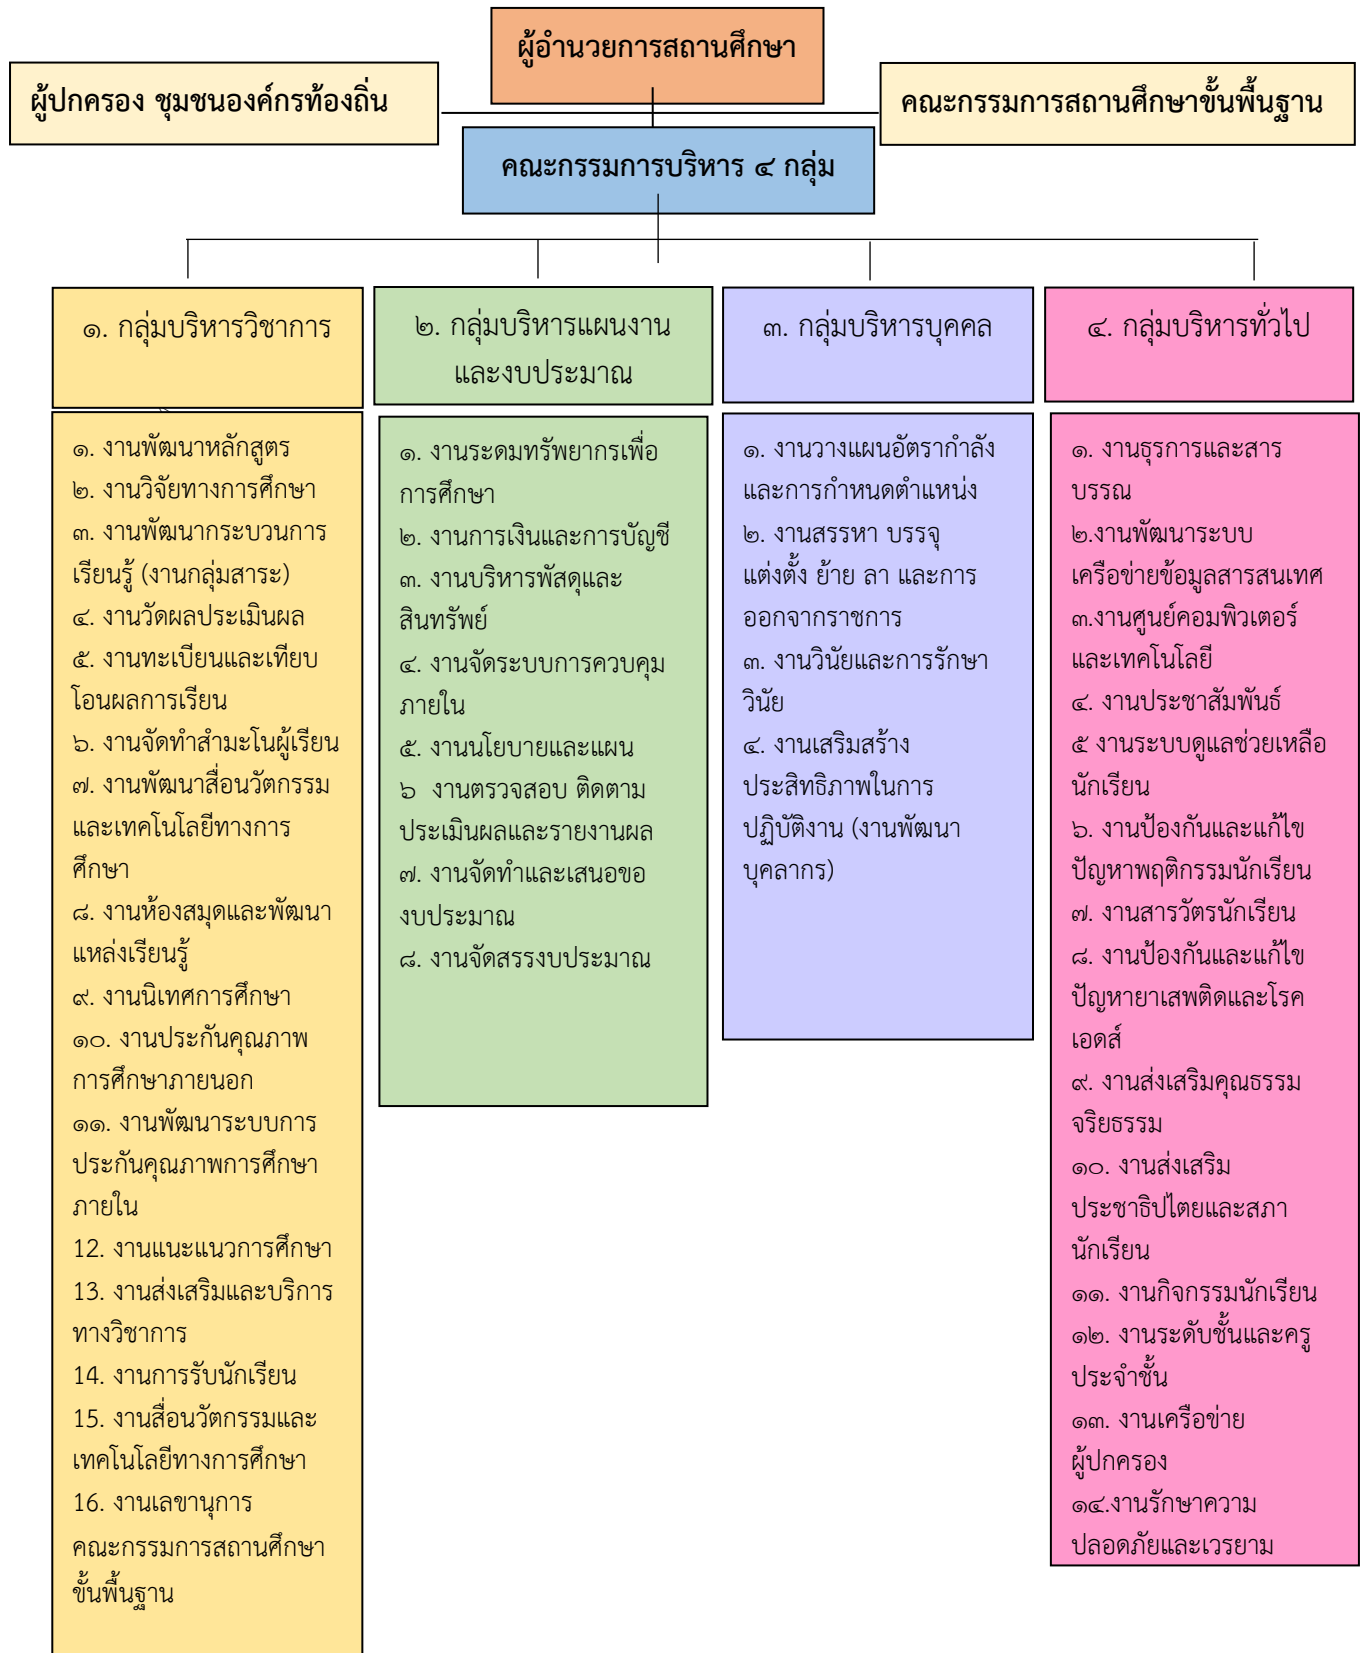 ผู้อำนวยการสถานศึกษา
ผู้ปกครอง ชุมชนองค์กรท้องถิ่น
คณะกรรมการสถานศึกษาขั้นพื้นฐาน
คณะกรรมการบริหาร ๔ กลุ่ม
๑. กลุ่มบริหารวิชาการ
๑. งานพัฒนาหลักสูตร
๒. งานวิจัยทางการศึกษา
๓. งานพัฒนากระบวนการ
เรียนรู้ (งานกลุ่มสาระ)
๔. งานวัดผลประเมินผล
๕. งานทะเบียนและเทียบ
โอนผลการเรียน
๖. งานจัดทำสำมะโนผู้เรียน
๗. งานพัฒนาสื่อนวัตกรรม
และเทคโนโลยีทางการ
ศึกษา
๘. งานห้องสมุดและพัฒนา
แหล่งเรียนรู้
๙. งานนิเทศการศึกษา
๑๐. งานประกันคุณภาพ
การศึกษาภายนอก
๑๑. งานพัฒนาระบบการ
ประกันคุณภาพการศึกษา
ภายใน
12. งานแนะแนวการศึกษา
13. งานส่งเสริมและบริการ
ทางวิชาการ
14. งานการรับนักเรียน
15. งานสื่อนวัตกรรมและ
เทคโนโลยีทางการศึกษา
16. งานเลขานุการ
คณะกรรมการสถานศึกษา
ขั้นพื้นฐาน
๒. กลุ่มบริหารแผนงาน
และงบประมาณ
๑. งานระดมทรัพยากรเพื่อ
การศึกษา
๒. งานการเงินและการบัญชี
๓. งานบริหารพัสดุและ
สินทรัพย์
๔. งานจัดระบบการควบคุม
ภายใน
๕. งานนโยบายและแผน
๖  งานตรวจสอบ ติดตาม
ประเมินผลและรายงานผล
๗. งานจัดทำและเสนอขอ
งบประมาณ
๘. งานจัดสรรงบประมาณ
๓. กลุ่มบริหารบุคคล
๑. งานวางแผนอัตรากำลัง
และการกำหนดตำแหน่ง
๒. งานสรรหา บรรจุ
แต่งตั้ง ย้าย ลา และการ
ออกจากราชการ
๓. งานวินัยและการรักษา
วินัย
๔. งานเสริมสร้าง
ประสิทธิภาพในการ
ปฏิบัติงาน (งานพัฒนา
บุคลากร)
๔. กลุ่มบริหารทั่วไป
๑. งานธุรการและสาร
บรรณ
๒.งานพัฒนาระบบ
เครือข่ายข้อมูลสารสนเทศ
๓.งานศูนย์คอมพิวเตอร์
และเทคโนโลยี
๔. งานประชาสัมพันธ์
๕ งานระบบดูแลช่วยเหลือ
นักเรียน
๖. งานป้องกันและแก้ไข
ปัญหาพฤติกรรมนักเรียน
๗. งานสารวัตรนักเรียน
๘. งานป้องกันและแก้ไข
ปัญหายาเสพติดและโรค
เอดส์
๙. งานส่งเสริมคุณธรรม
จริยธรรม
๑๐. งานส่งเสริม
ประชาธิปไตยและสภา
นักเรียน
๑๑. งานกิจกรรมนักเรียน
๑๒. งานระดับชั้นและครู
ประจำชั้น
๑๓. งานเครือข่าย
ผู้ปกครอง
๑๔.งานรักษาความ
ปลอดภัยและเวรยาม